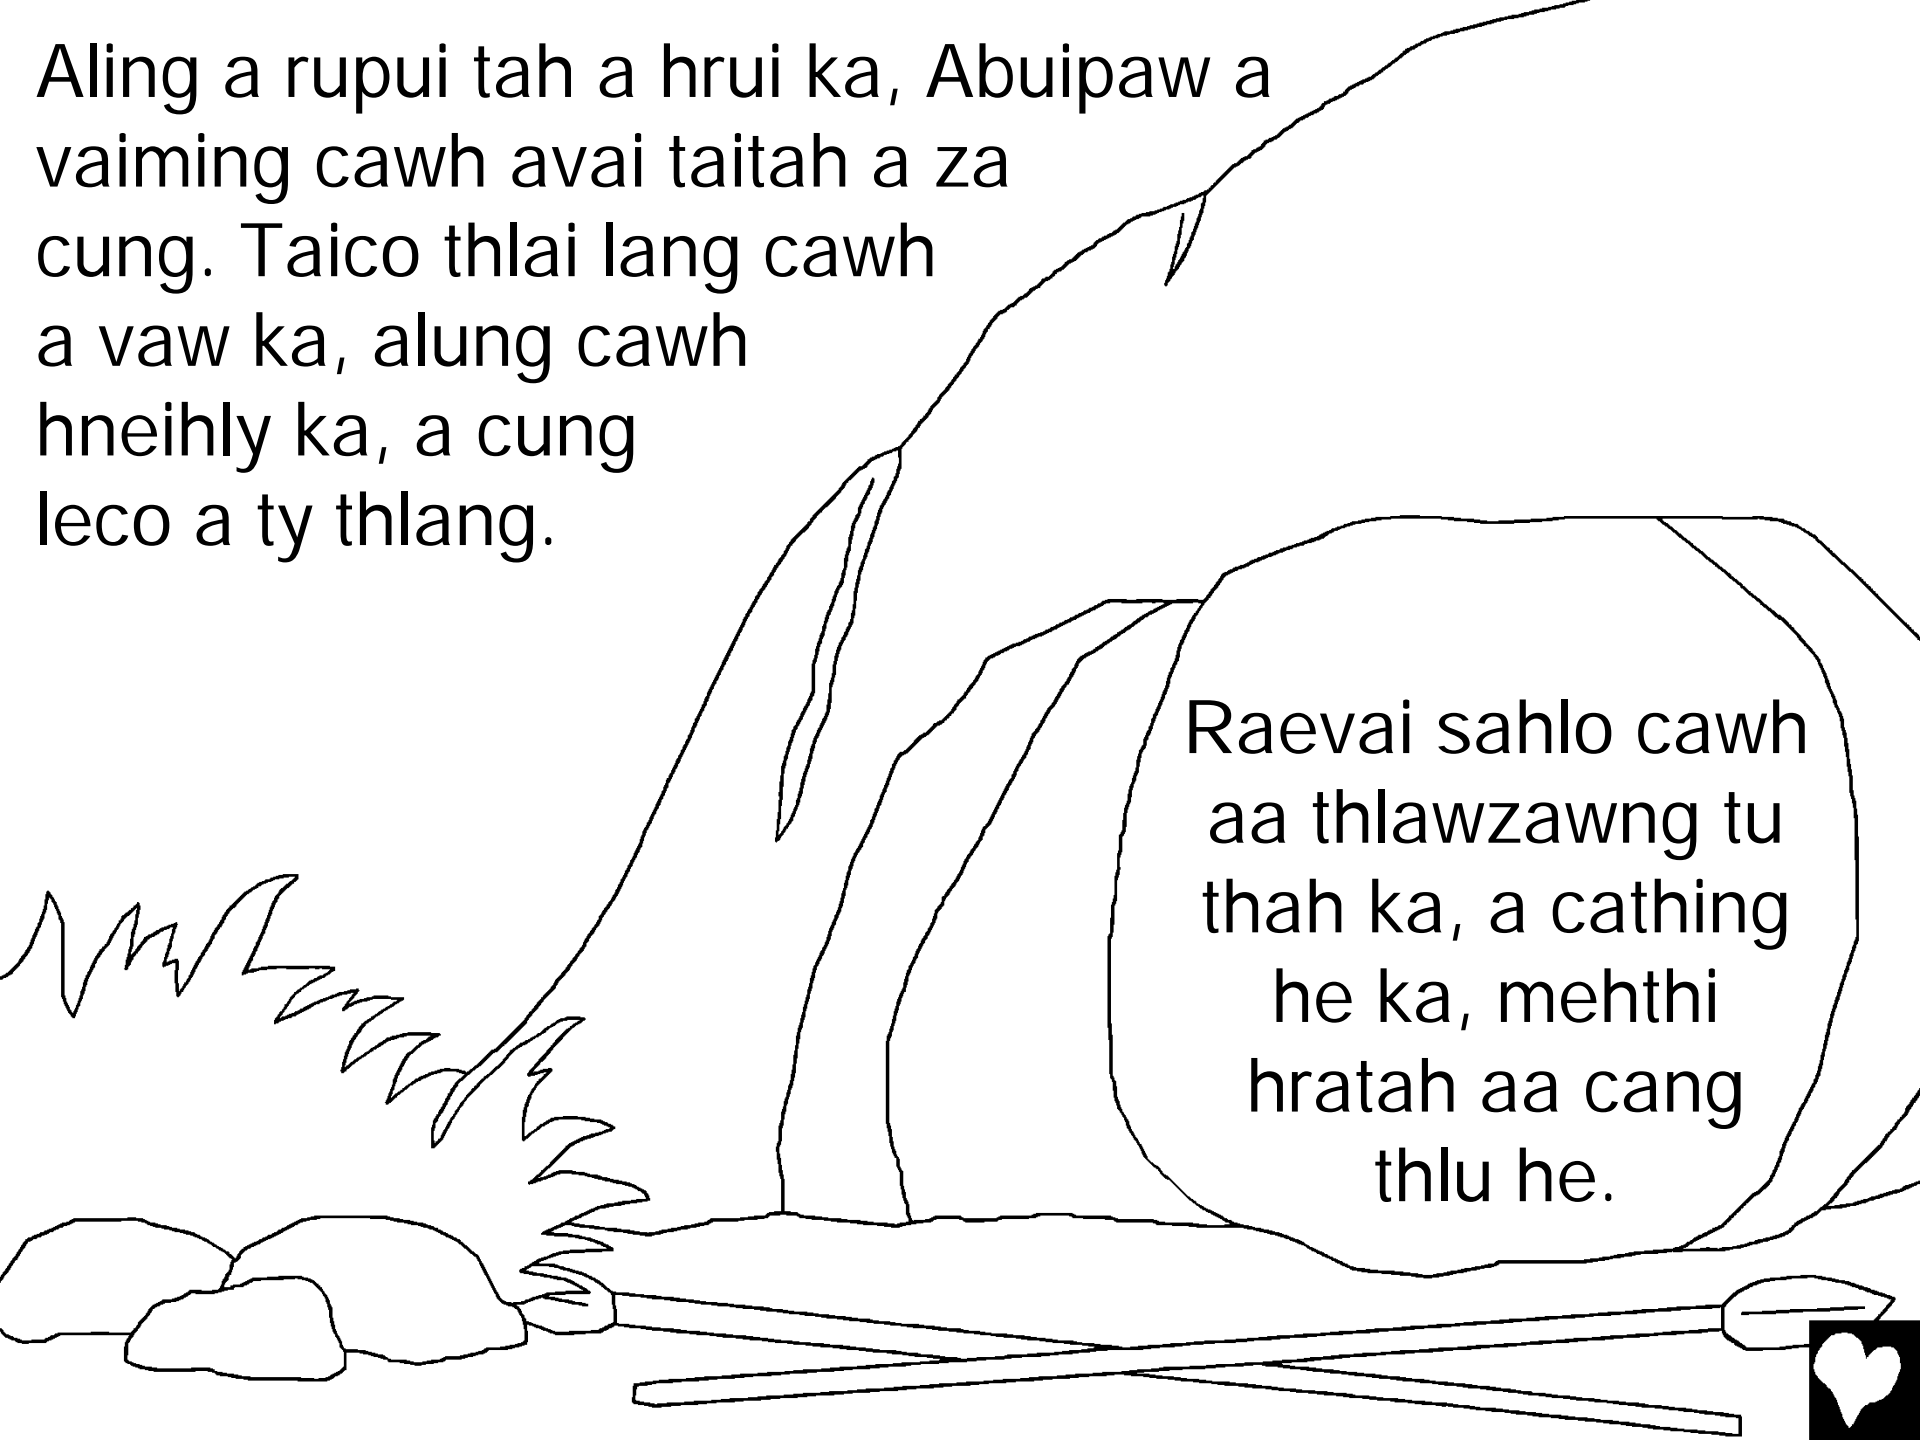 Aling a rupui tah a hrui ka, Abuipaw a
vaiming cawh avai taitah a za
cung. Taico thlai lang cawh
a vaw ka, alung cawh
hneihly ka, a cung
leco a ty thlang.
Raevai sahlo cawh
aa thlawzawng tu
thah ka, a cathing
he ka, mehthi
hratah aa cang
thlu he.